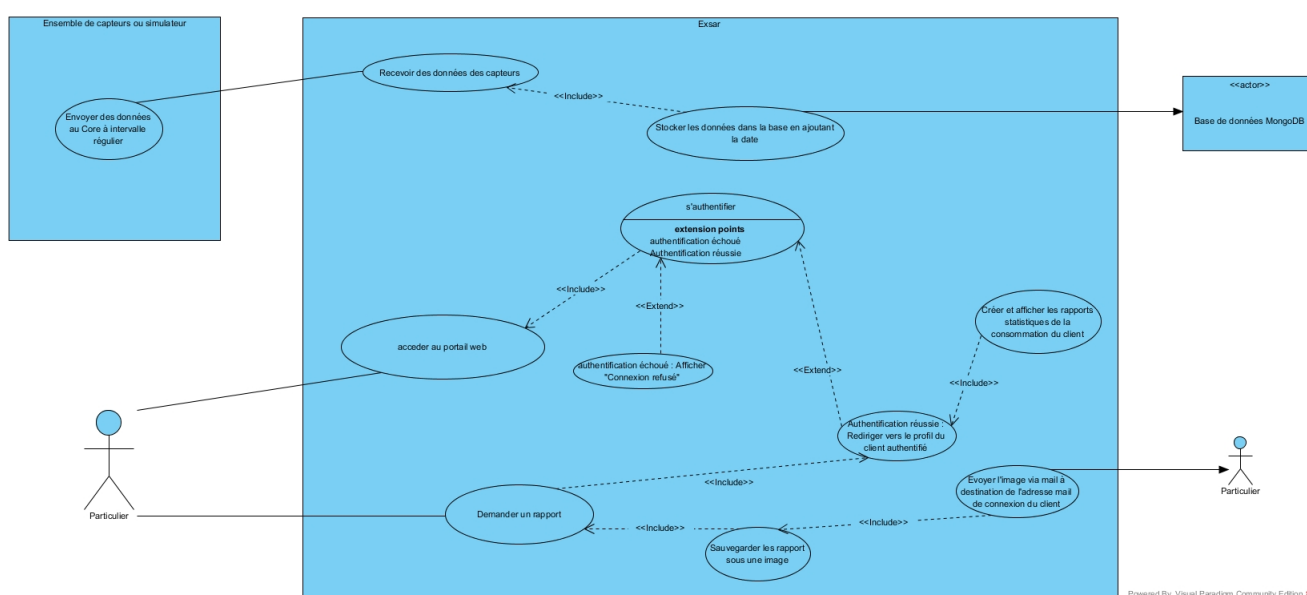 Ensemble de capteurs ou simulateur
Exsar
Recevoir des données des capteurs
<<Include>>
<<actor>>
Envoyer des données
au Core à intervalle
régulier
Stocker les données dans la base en ajoutant
la date
Base de données MongoDB
s'authentifier
extension points
authentification échoué
Authentification réussie
<<Include>>
<<Extend>>
Créer et afficher les rapports
statistiques de la
consommation du client
acceder au portail web
authentification échoué : Afficher
"Connexion refusé"
<<Extend>>
<<Include>>
Authentification réussie :
Rediriger vers le profil du
client authentifié
<<Include>>
Evoyer l'image via mail à
destination de l'adresse mail
de connexion du client
Particulier
Particulier
Demander un rapport
<<Include>>
<<Include>>
Sauvegarder les rapport
sous une image
Powered By Visual Paradigm Community Edition